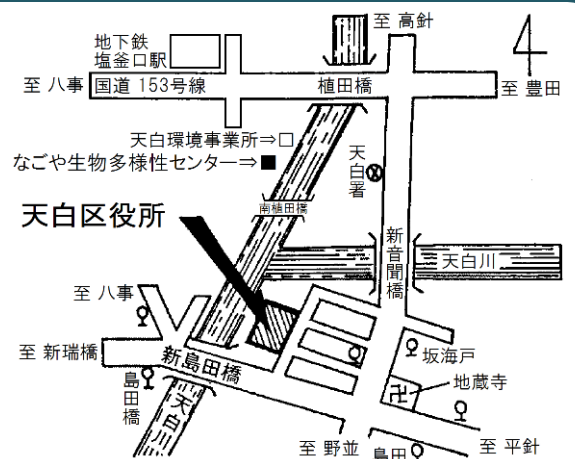 至 高針
地下鉄
塩釜口駅
至 八事
国道 153号線
植田橋
至 豊田
天白環境事業所⇒□
なごや生物多様性センター⇒■
天白署
南植田橋
天白区役所
新音聞橋
天白川
至 八事
至 新瑞橋
新島田橋
坂海戸
島田橋
地蔵寺
天白川
至 野並
島田
至 平針